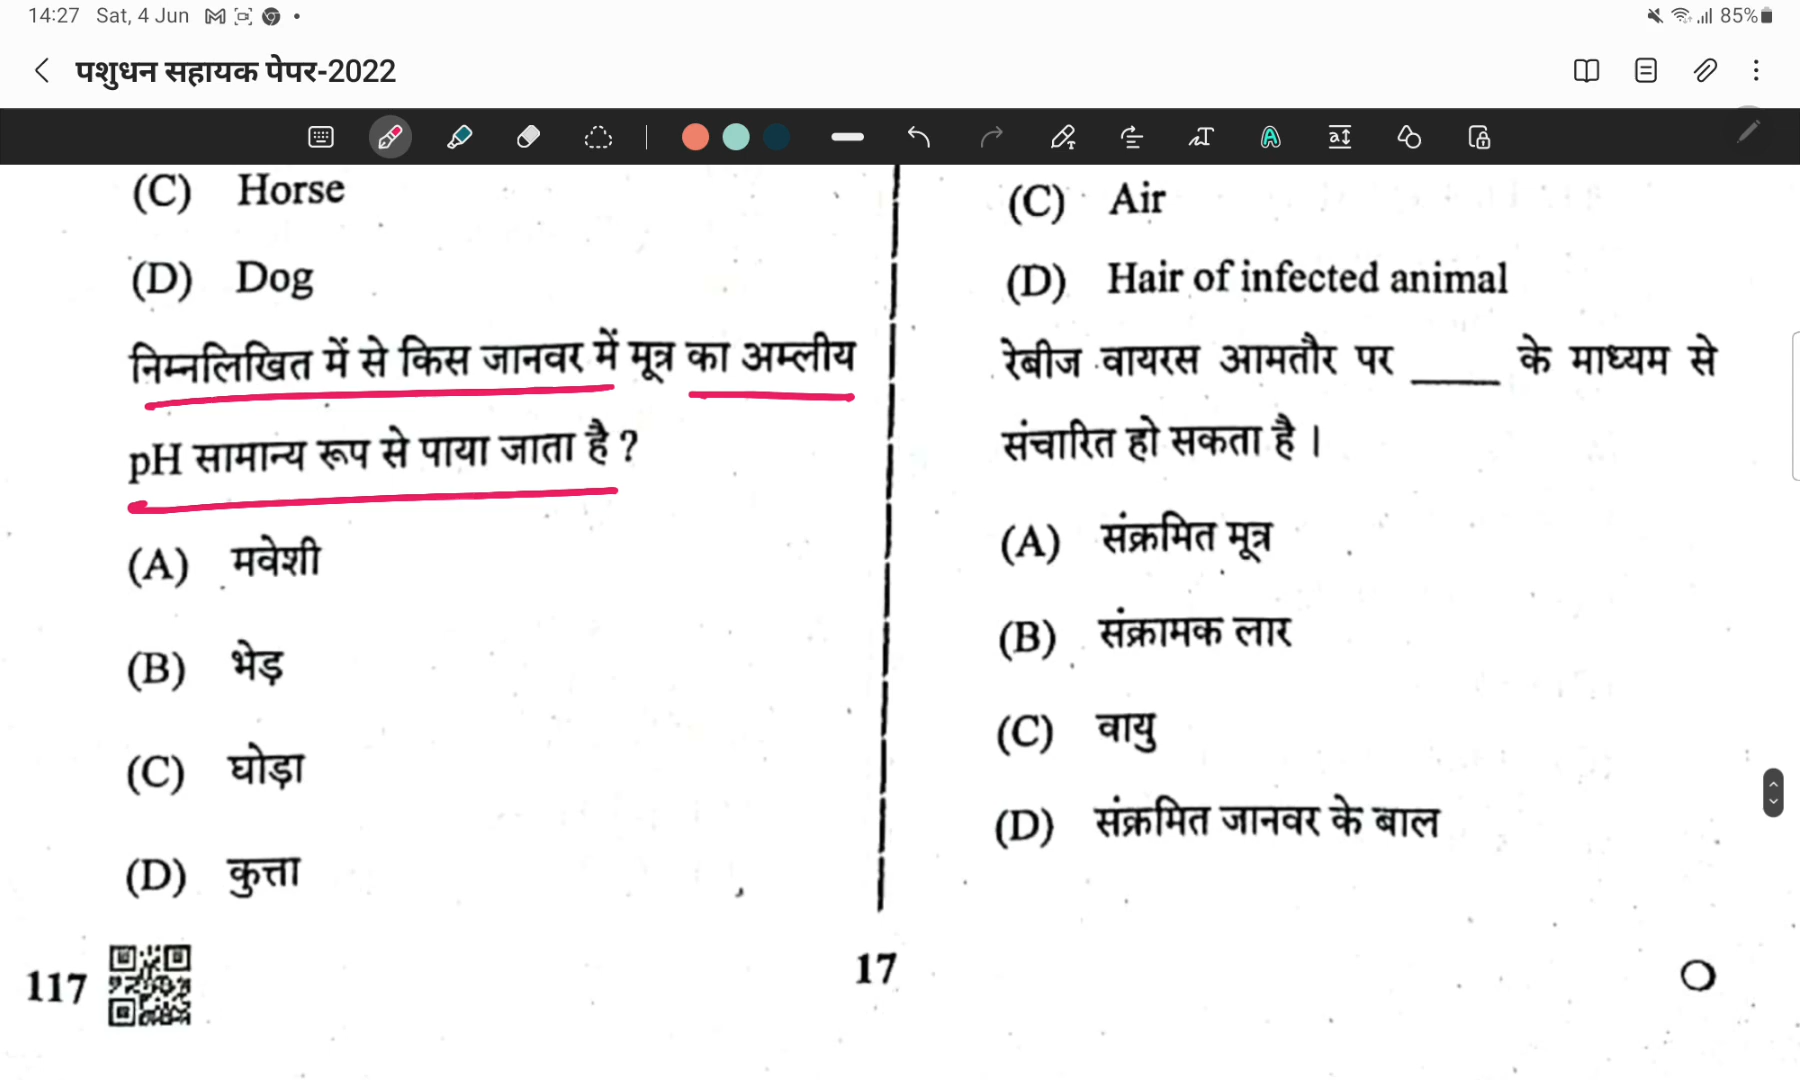 14:27 Sat, 4 Jun
85%
पशुधन सहायक पेपर-2022
(C) Horse
(D) Dog
निम्नलिखित में से किस जानवर में मूत्र का अम्लीय
pH सामान्य रूप से पाया जाता है ?
(A) मवेशी
(B) भेड़
(C) घोड़ा
(D) कुत्ता
(C) Air
(D) Hair of infected animal
रेबीज वायरस आमतौर पर ____ के माध्यम से
संचारित हो सकता है ।
(A) संक्रमित मूत्र
(B) संक्रामक लार
(C) वायु
(D) संक्रमित जानवर के बाल
117
17
O